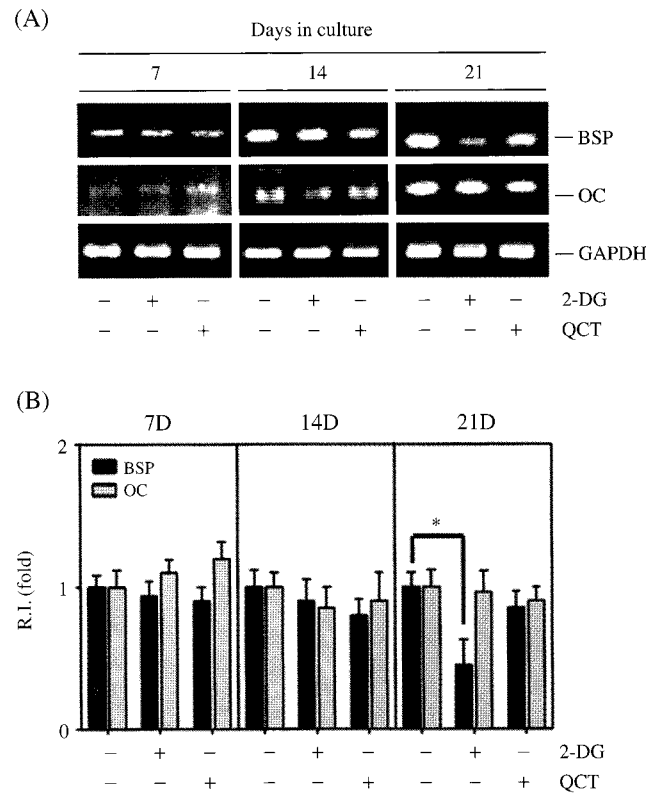 (A)
Days in culture
7 14 21
BSP
OC
GAPDH
− + − − + − − + − 2-DG
− − + − − + − − + QCT
(B)
7D 14D 21D
2
BSP
OC
*
1
R.I. (fold)
0
− + − − + − − + − 2-DG
− − + − − + − − + QCT